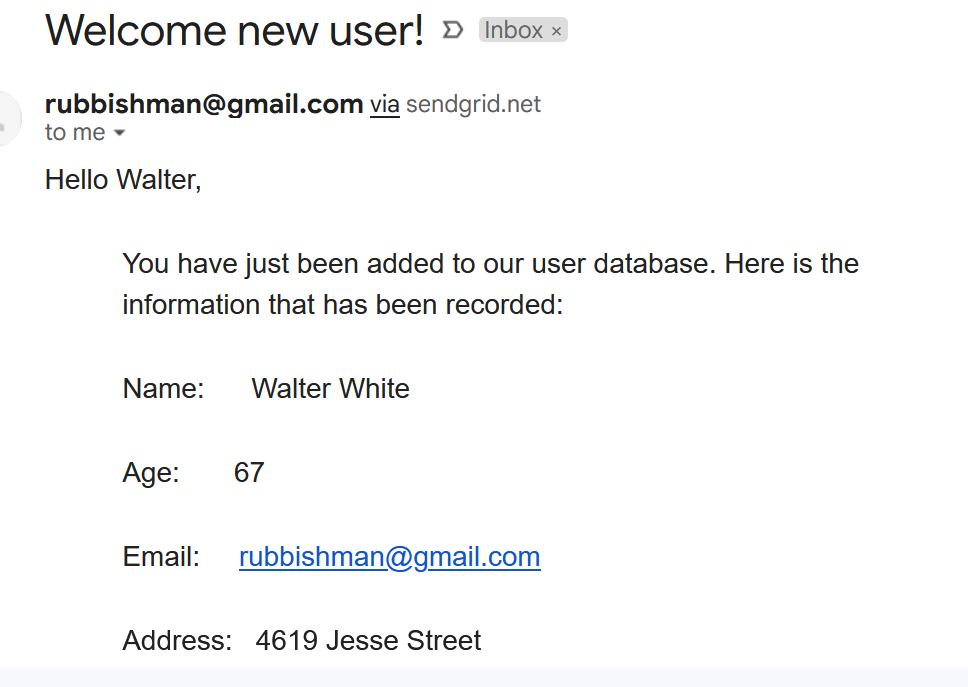 Welcome new user! Inbox ×
rubbishman@gmail.com via sendgrid.net
to me
Hello Walter,
You have just been added to our user database. Here is the
information that has been recorded:
Name: Walter White
Age: 67
Email: rubbishman@gmail.com
Address: 4619 Jesse Street